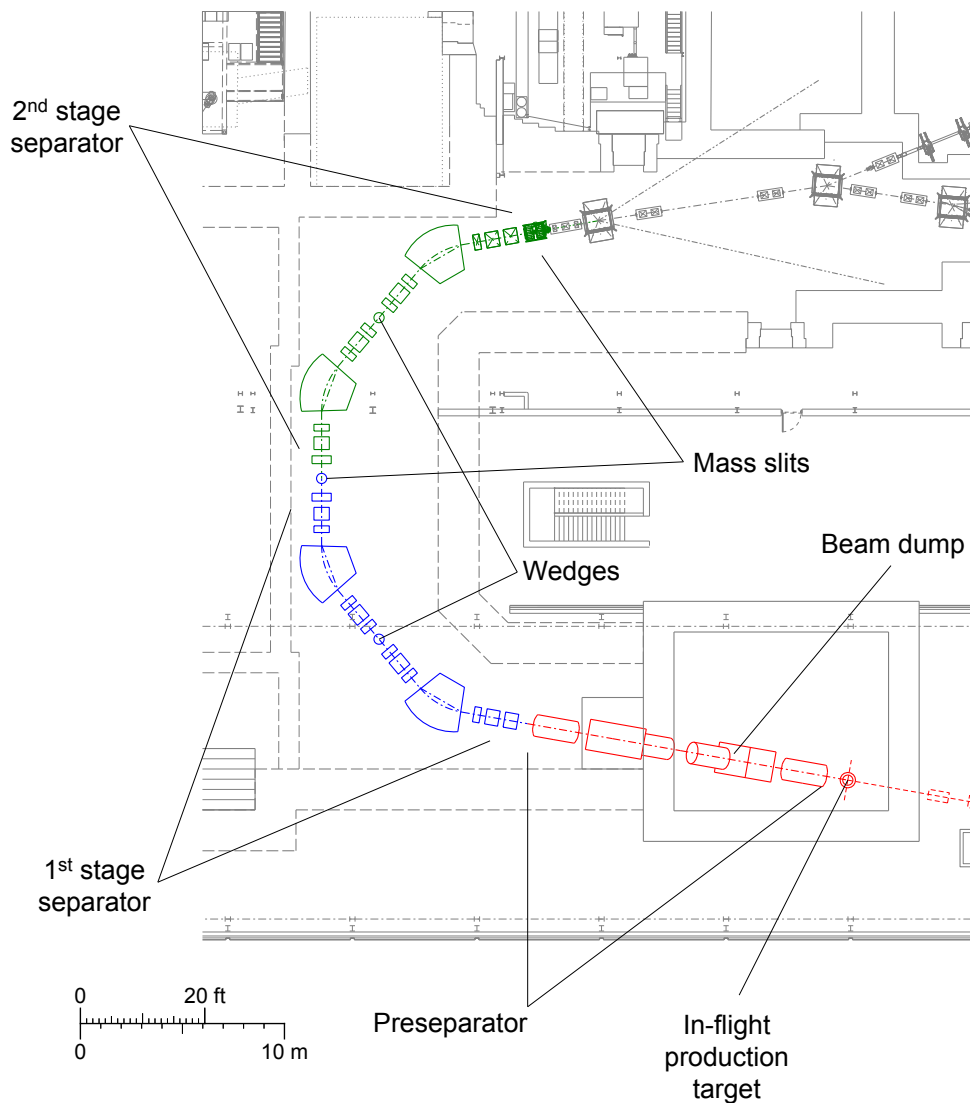 2nd stage
separator
Mass slits
Beam dump
Wedges
1st stage
separator
Preseparator
In-flight
production
target
0 20 ft
0 10 m